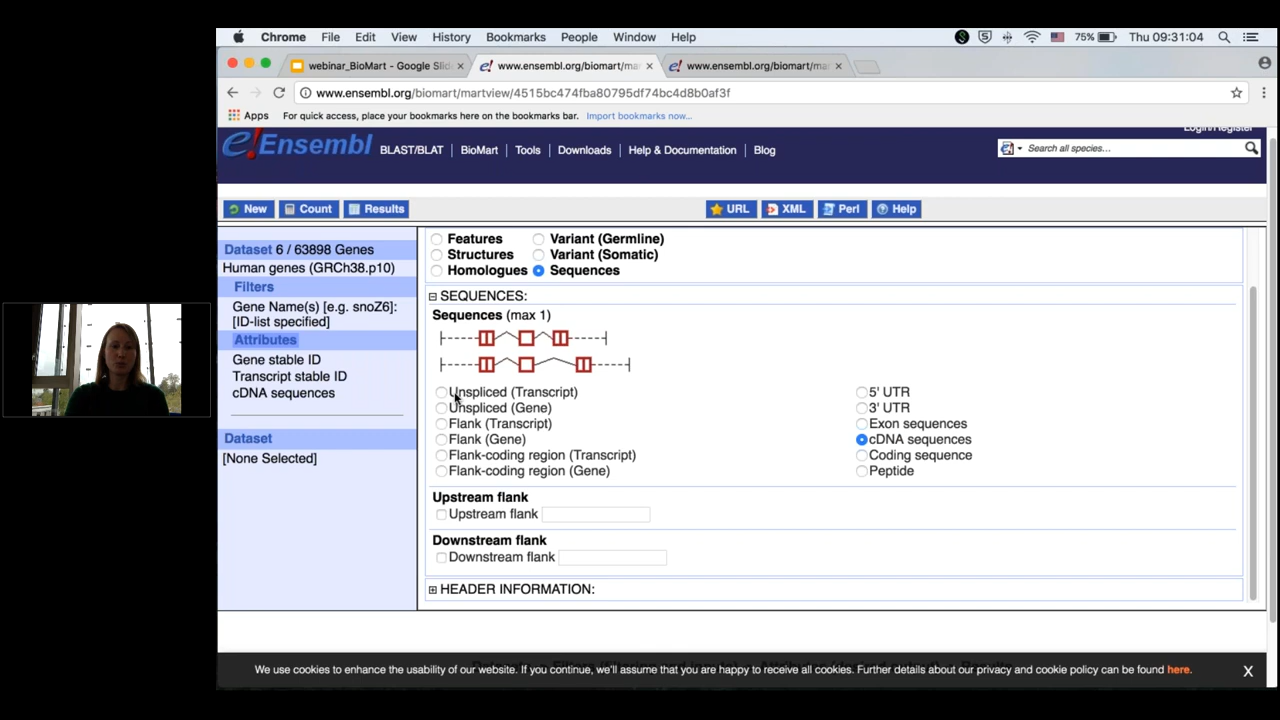 Chrome File Edit View History Bookmarks People Window Help 75% Thu 09:31:04
webinar_BioMart - Google Slid × www.ensembl.org/biomart/ma × www.ensembl.org/biomart/ma ×
www.ensembl.org/biomart/martview/4515bc474fba80795df74bc4d8b0af3f
Apps For quick access, place your bookmarks here on the bookmarks bar. Import bookmarks now...
Login/Register
e!Ensembl BLAST/BLAT | BioMart | Tools | Downloads | Help & Documentation | Blog Search all species...
New Count Results URL XML Perl Help
Dataset 6 / 63898 Genes
Human genes (GRCh38.p10)
Filters
Gene Name(s) [e.g. snoZ6]:
[ID-list specified]
Attributes
Gene stable ID
Transcript stable ID
cDNA sequences
Dataset
[None Selected]
Features Variant (Germline)
Structures Variant (Somatic)
Homologues Sequences
SEQUENCES:
Sequences (max 1)
Unspliced (Transcript) 5' UTR
Unspliced (Gene) 3' UTR
Flank (Transcript) Exon sequences
Flank (Gene) cDNA sequences
Flank-coding region (Transcript) Coding sequence
Flank-coding region (Gene) Peptide
Upstream flank
Upstream flank
Downstream flank
Downstream flank
HEADER INFORMATION:
We use cookies to enhance the usability of our website. If you continue, we'll assume that you are happy to receive all cookies. Further details about our privacy and cookie policy can be found here. X